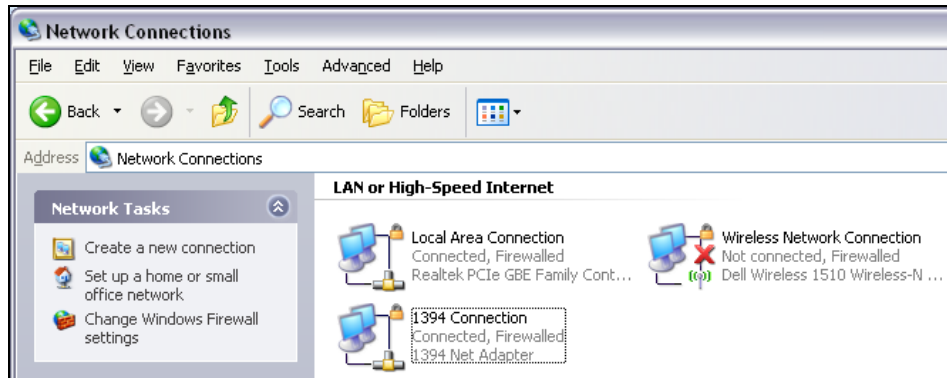 Network Connections
File Edit View Favorites Tools Advanced Help
Back Search Folders
Address Network Connections
Network Tasks
Create a new connection
Set up a home or small
office network
Change Windows Firewall
settings
LAN or High-Speed Internet
Local Area Connection
Connected, Firewalled
Realtek PCIe GBE Family Cont...
Wireless Network Connection
Not connected, Firewalled
Dell Wireless 1510 Wireless-N ...
1394 Connection
Connected, Firewalled
1394 Net Adapter